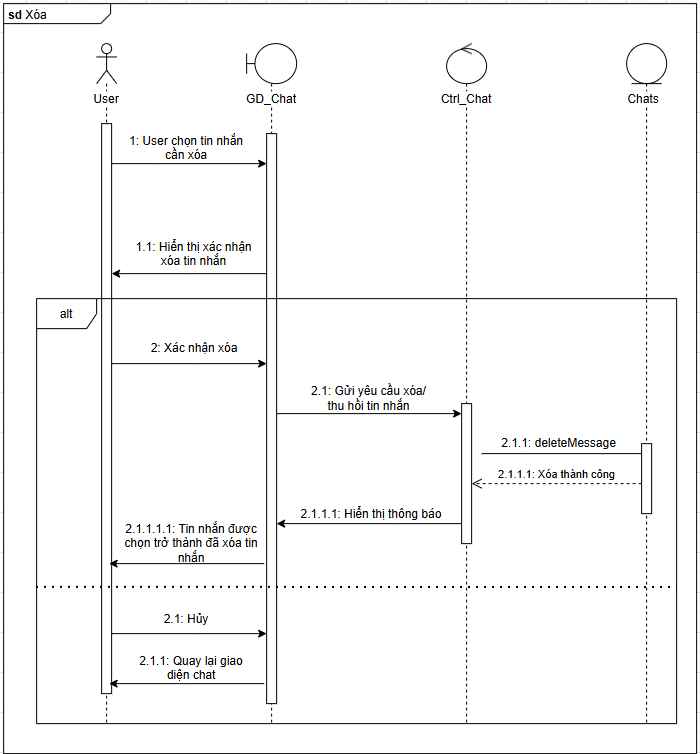 sd Xóa
User
GD_Chat
Ctrl_Chat
Chats
1: User chọn tin nhắn
cần xóa
1.1: Hiển thị xác nhận
xóa tin nhắn
alt
2: Xác nhận xóa
2.1: Gửi yêu cầu xóa/
thu hồi tin nhắn
2.1.1: deleteMessage
2.1.1.1: Xóa thành công
2.1.1.1: Hiển thị thông báo
2.1.1.1.1: Tin nhắn được
chọn trở thành đã xóa tin
nhắn
2.1: Hủy
2.1.1: Quay lại giao
diện chat